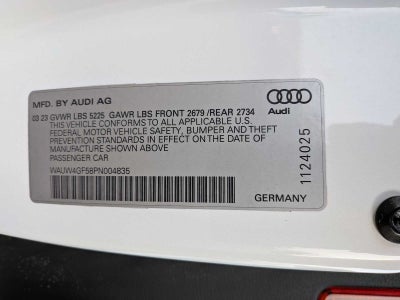 MFD. BY AUDI AG
03 23 GVWR LBS 5225 GAWR LBS FRONT 2679 /REAR 2734
THIS VEHICLE CONFORMS TO ALL APPLICABLE U.S.
FEDERAL MOTOR VEHICLE SAFETY, BUMPER AND THEFT
PREVENTION STANDARDS IN EFFECT ON THE DATE OF
MANUFACTURE SHOWN ABOVE
PASSENGER CAR
WAUW4GF58PN004835
Audi
1124025
GERMANY